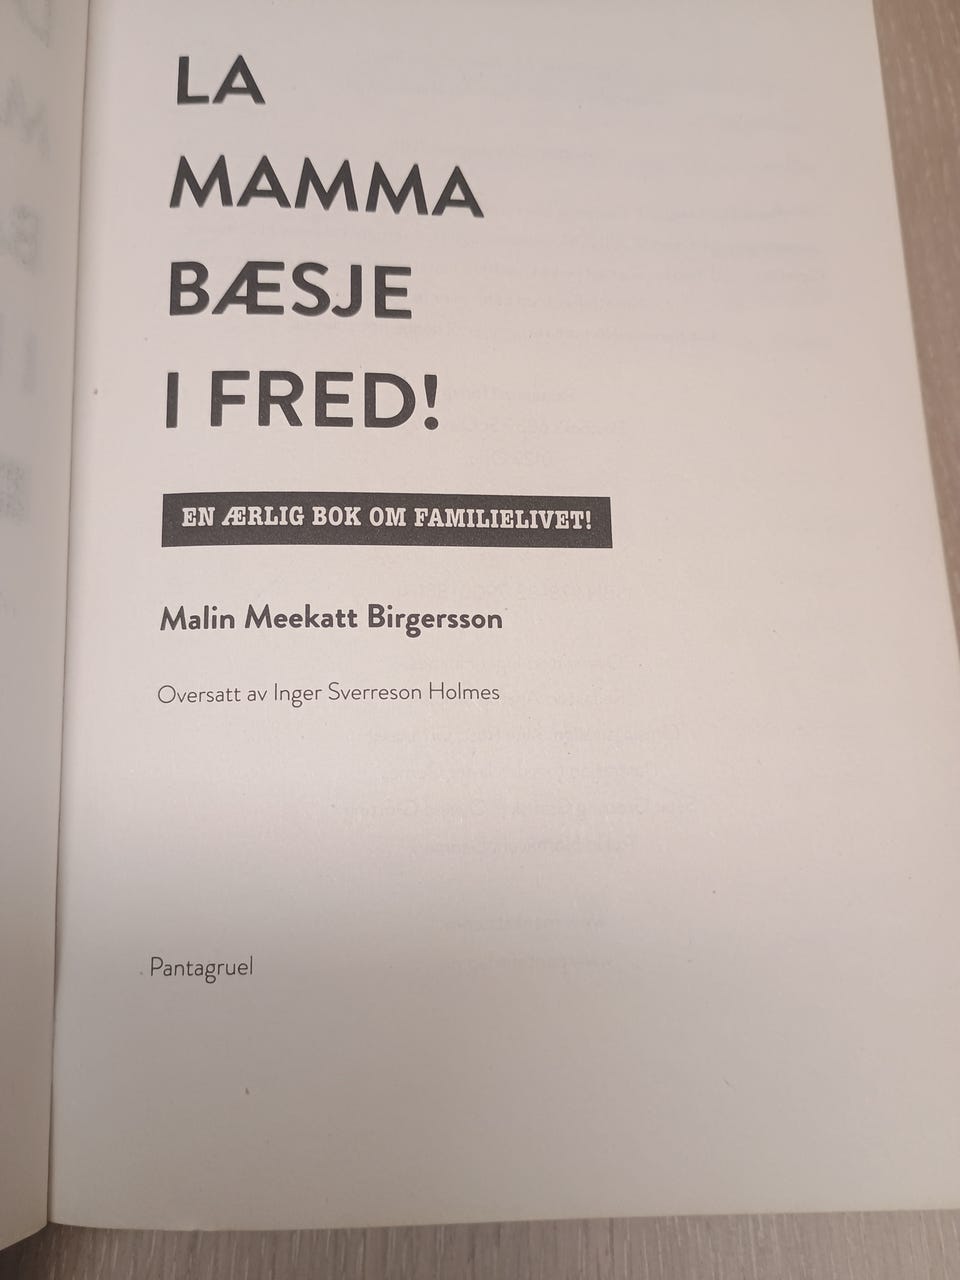 LA
MAMMA
BÆSJE
I FRED!
EN ÆRLIG BOK OM FAMILIELIVET!
Malin Meekatt Birgersson
Oversatt av Inger Sverreson Holmes
Pantagruel